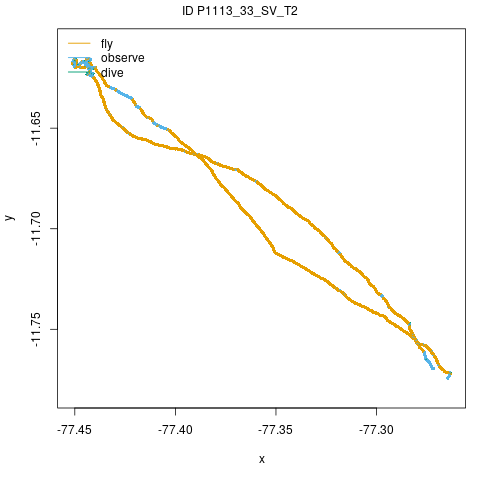 ID P1113_33_SV_T2
fly
observe
dive
y
-11.65
-11.70
-11.75
-77.45
-77.40
-77.35
-77.30
x